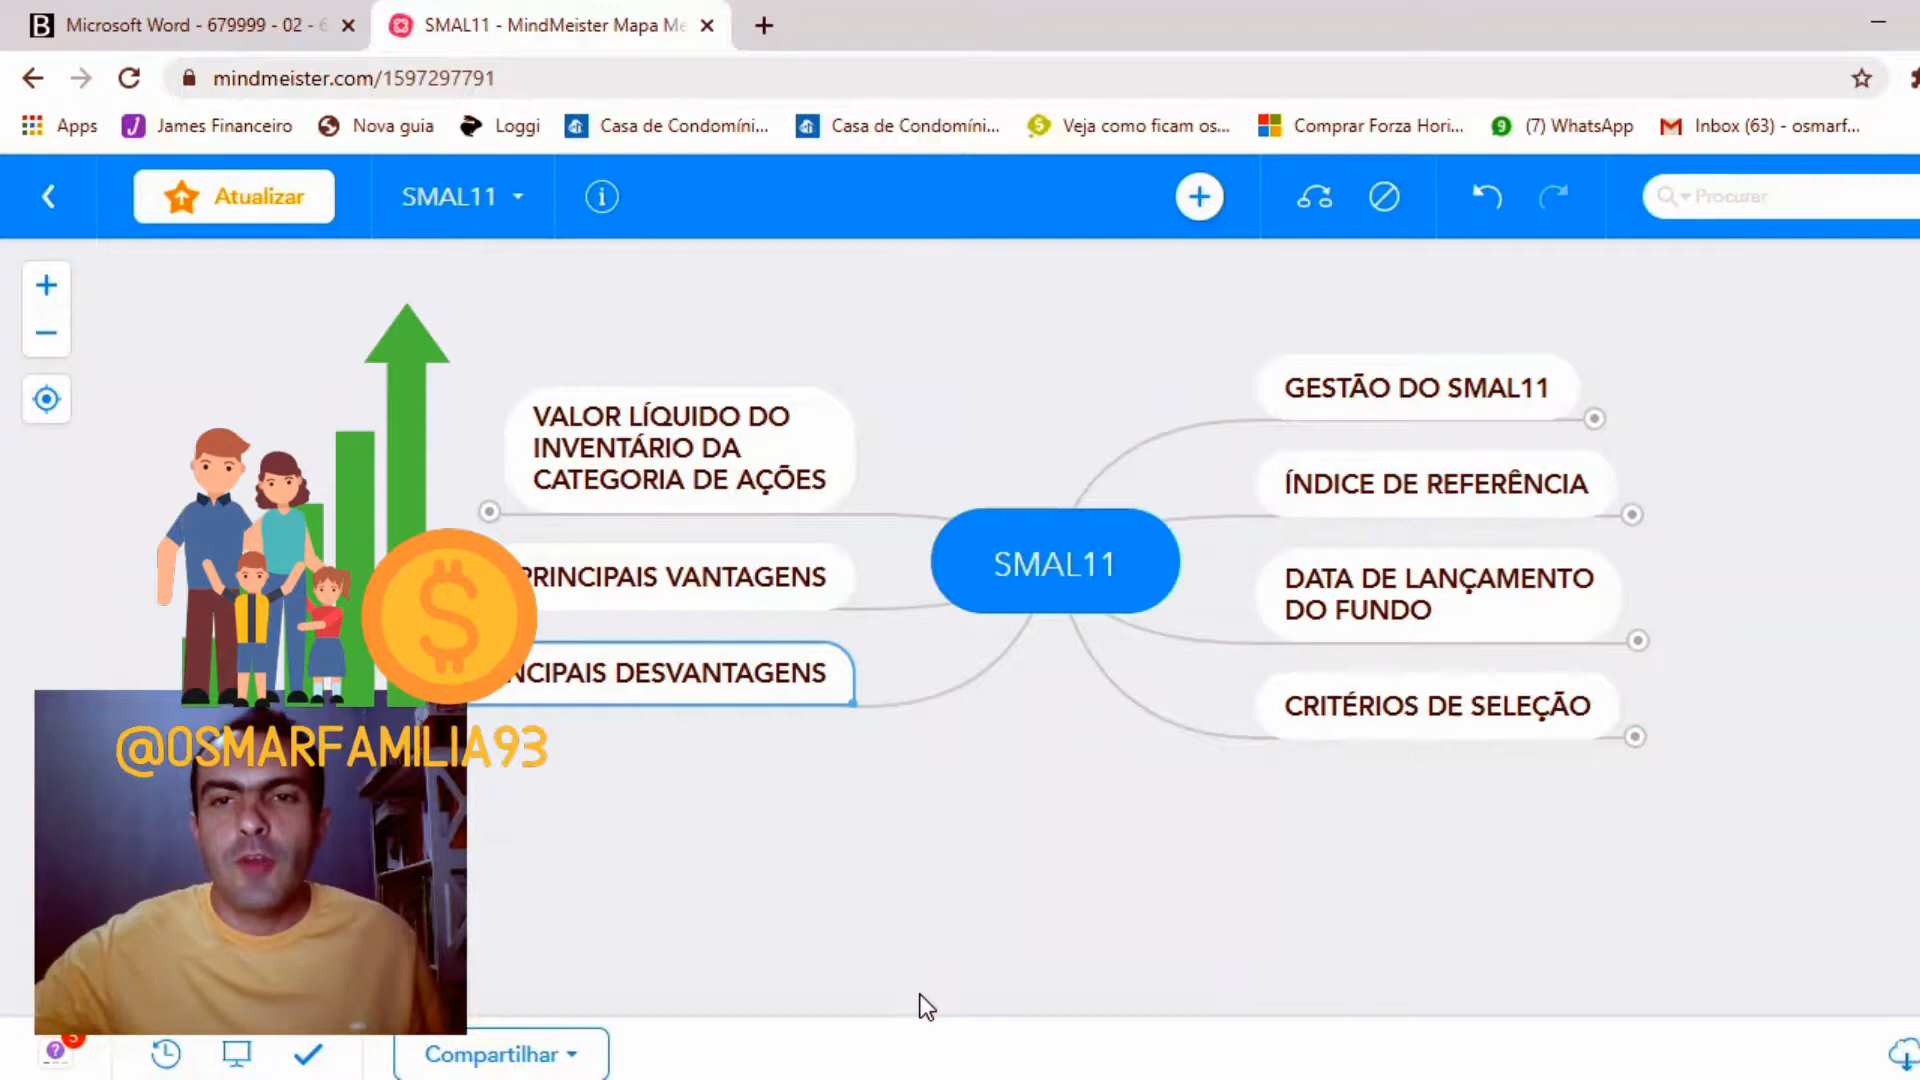 Microsoft Word - 679999 - 02 - 6
SMAL11 - MindMeister Mapa Me
mindmeister.com/1597297791
Apps
James Financeiro
Nova guia
Loggi
Casa de Condomíni...
Casa de Condomíni...
Veja como ficam os...
Comprar Forza Hori...
9
(7) WhatsApp
Inbox (63) - osmarf...
Atualizar
SMAL11
Procurar
VALOR LÍQUIDO DO
INVENTÁRIO DA
CATEGORIA DE AÇÕES
PRINCIPAIS VANTAGENS
NCIPAIS DESVANTAGENS
SMAL11
GESTÃO DO SMAL11
ÍNDICE DE REFERÊNCIA
DATA DE LANÇAMENTO
DO FUNDO
CRITÉRIOS DE SELEÇÃO
$
@OSMARFAMILIA93
Compartilhar